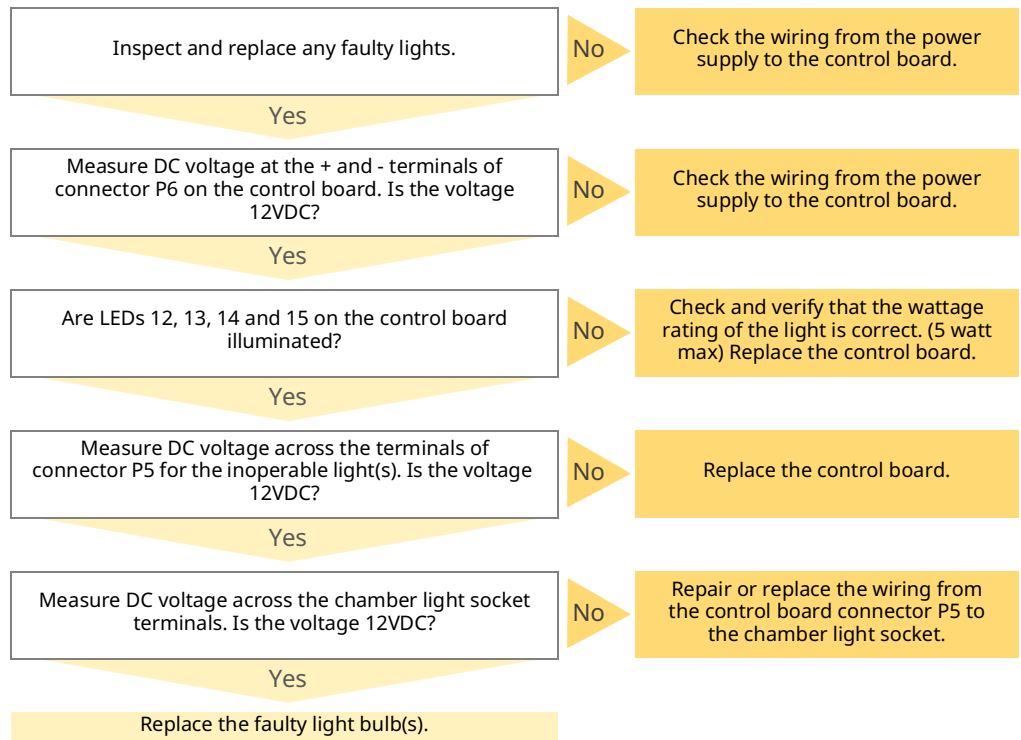 Inspect and replace any faulty lights.
No
Check the wiring from the power
supply to the control board.
Yes
Measure DC voltage at the + and - terminals of
connector P6 on the control board. Is the voltage
12VDC?
No
Check the wiring from the power
supply to the control board.
Yes
Are LEDs 12, 13, 14 and 15 on the control board
illuminated?
No
Check and verify that the wattage
rating of the light is correct. (5 watt
max) Replace the control board.
Yes
Measure DC voltage across the terminals of
connector P5 for the inoperable light(s). Is the voltage
12VDC?
No
Replace the control board.
Yes
Measure DC voltage across the chamber light socket
terminals. Is the voltage 12VDC?
No
Repair or replace the wiring from
the control board connector P5 to
the chamber light socket.
Yes
Replace the faulty light bulb(s).